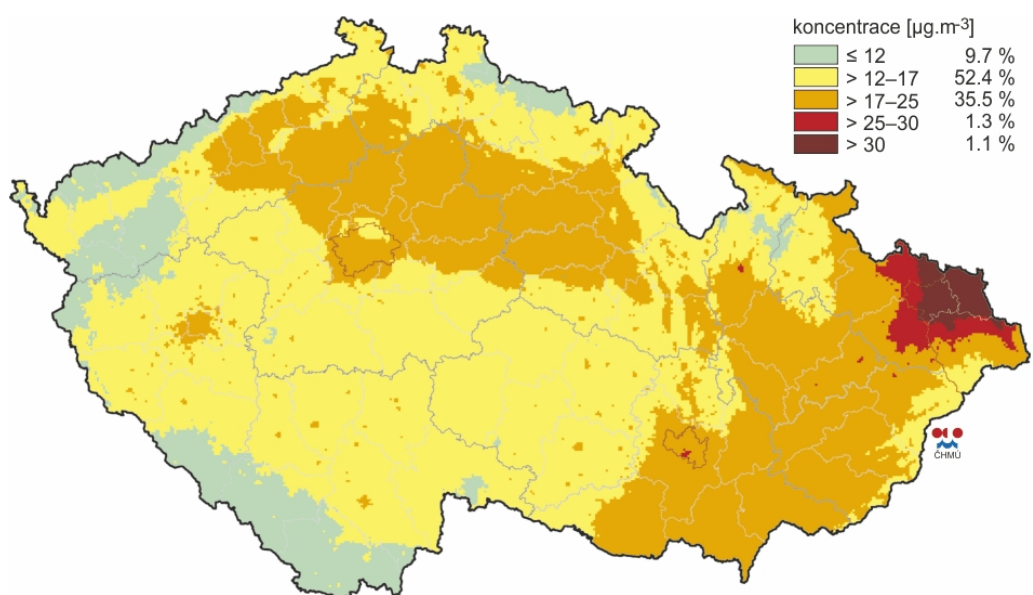 koncentrace [µg.m-3]
≤ 12 9.7 %
> 12–17 52.4 %
> 17–25 35.5 %
> 25–30 1.3 %
> 30 1.1 %
ČHMÚ